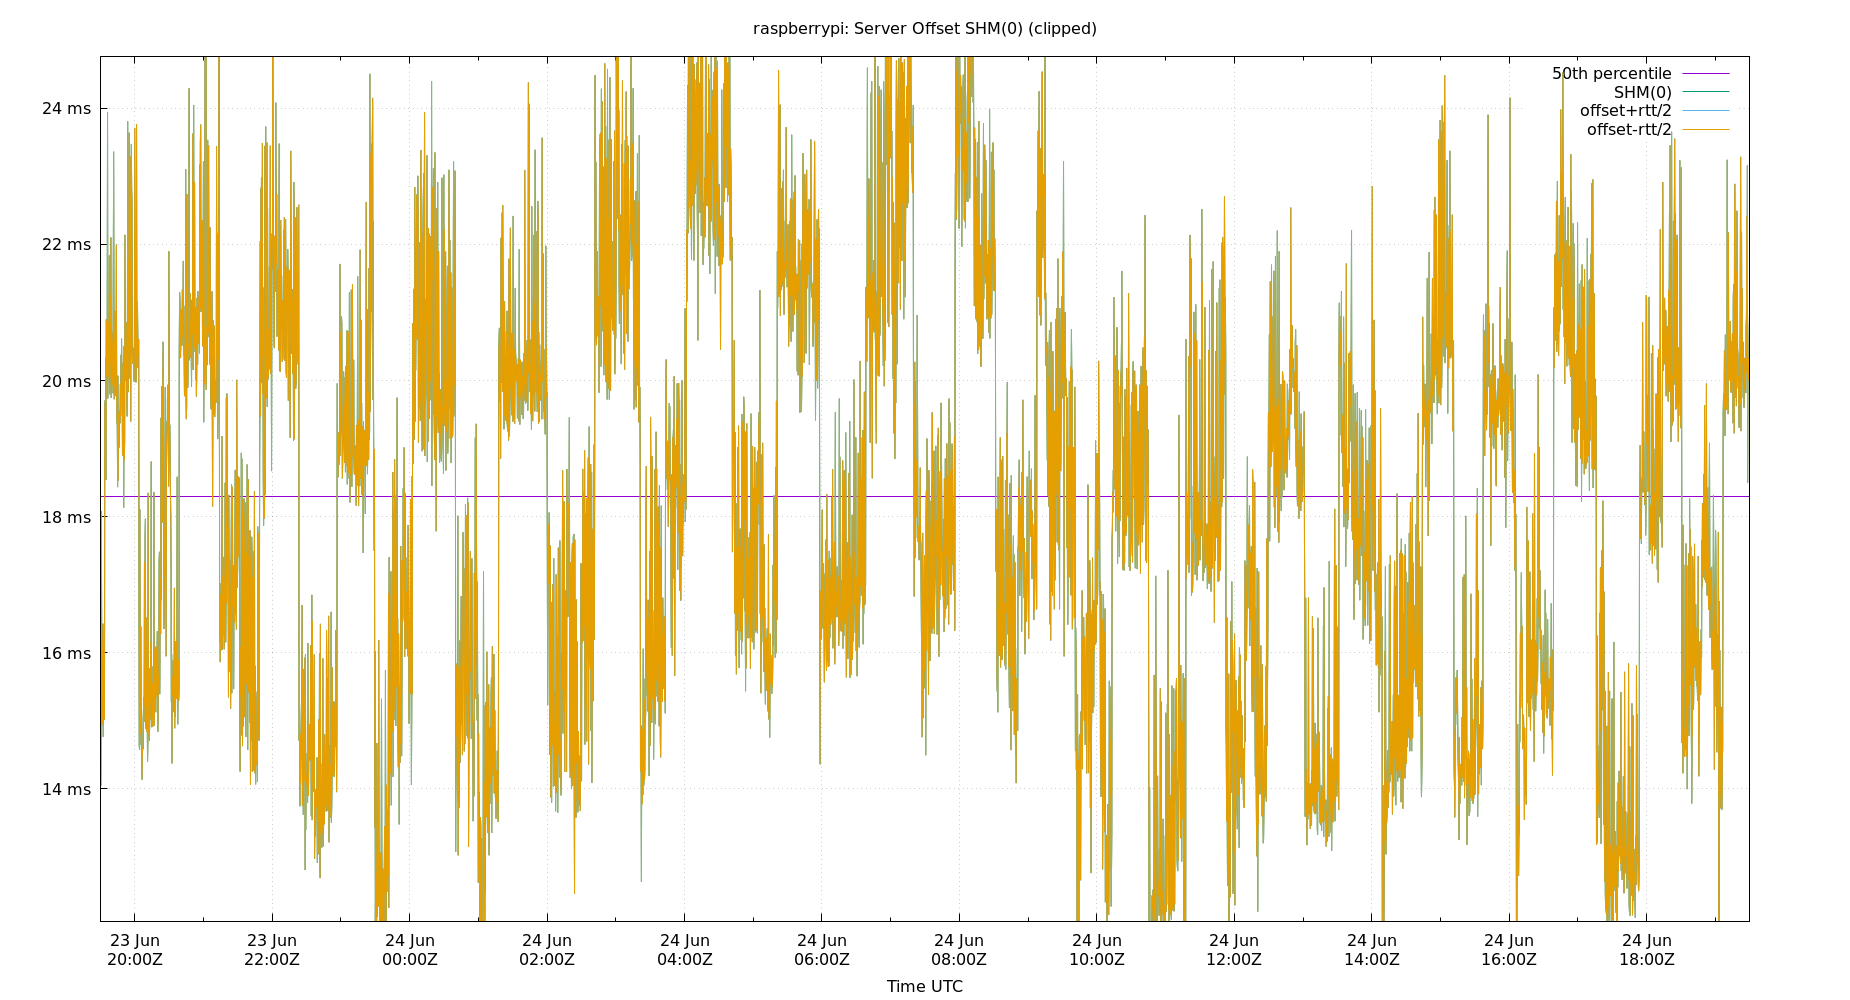 raspberrypi: Server Offset SHM(0) (clipped)
50th percentile
SHM(0)
offset+rtt/2
offset-rtt/2
24 ms
22 ms
20 ms
18 ms
16 ms
14 ms
23 Jun 23 Jun 24 Jun 24 Jun 24 Jun 24 Jun 24 Jun 24 Jun 24 Jun 24 Jun 24 Jun 24 Jun
20:00Z 22:00Z 00:00Z 02:00Z 04:00Z 06:00Z 08:00Z 10:00Z 12:00Z 14:00Z 16:00Z 18:00Z
Time UTC